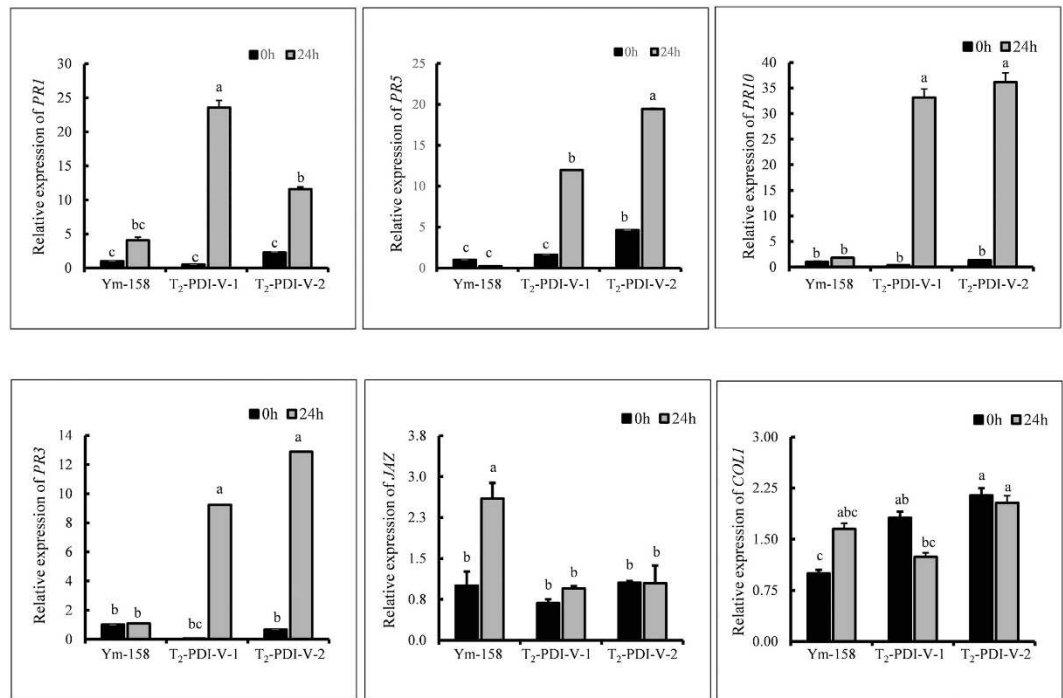 0h 24h
Relative expression of PR1
30
25
20
15
10
5
0
c bc c a c b
Ym-158 T₂-PDI-V-1 T₂-PDI-V-2
0h 24h
Relative expression of PR5
25
20
15
10
5
0
c c c b b a
Ym-158 T₂-PDI-V-1 T₂-PDI-V-2
0h 24h
Relative expression of PR10
40
35
30
25
20
15
10
5
0
b b b a b a
Ym-158 T₂-PDI-V-1 T₂-PDI-V-2
0h 24h
Relative expression of PR3
14
12
10
8
6
4
2
0
b b bc a b a
Ym-158 T₂-PDI-V-1 T₂-PDI-V-2
0h 24h
Relative expression of JAZ
3.8
3.0
2.3
1.5
0.8
0.0
b a b b b b
Ym-158 T₂-PDI-V-1 T₂-PDI-V-2
0h 24h
Relative expression of COL1
3.00
2.25
1.50
0.75
0.00
c abc ab bc a a
Ym-158 T₂-PDI-V-1 T₂-PDI-V-2